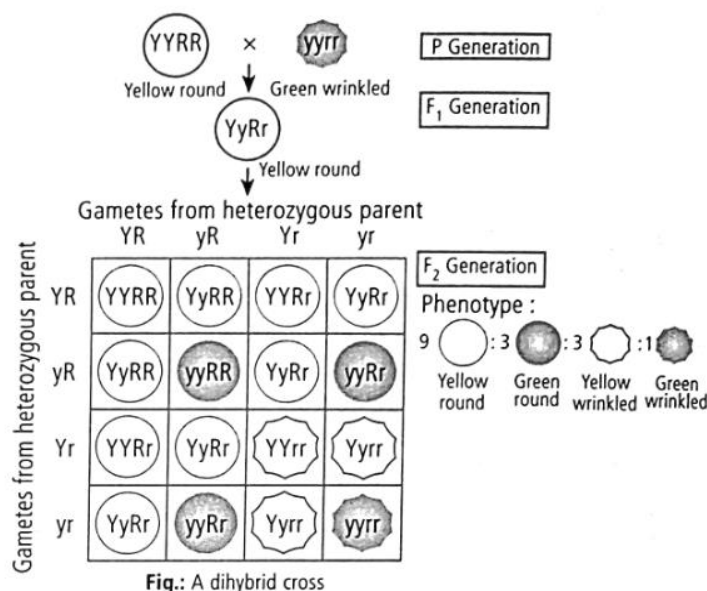 YYRR × yyrr
P Generation
Yellow round Green wrinkled
F1 Generation
YyRr
Yellow round
Gametes from heterozygous parent
YR yR Yr yr
Gametes from heterozygous parent
YR YYRR YyRR YYRr YyRr
yR YyRR yyRR YyRr yyRr
Yr YYRr YyRr YYrr Yyrr
yr YyRr yyRr Yyrr yyrr
F2 Generation
Phenotype :
9 : 3 : 3 : 1
Yellow round Green round Yellow wrinkled Green wrinkled
Fig.: A dihybrid cross